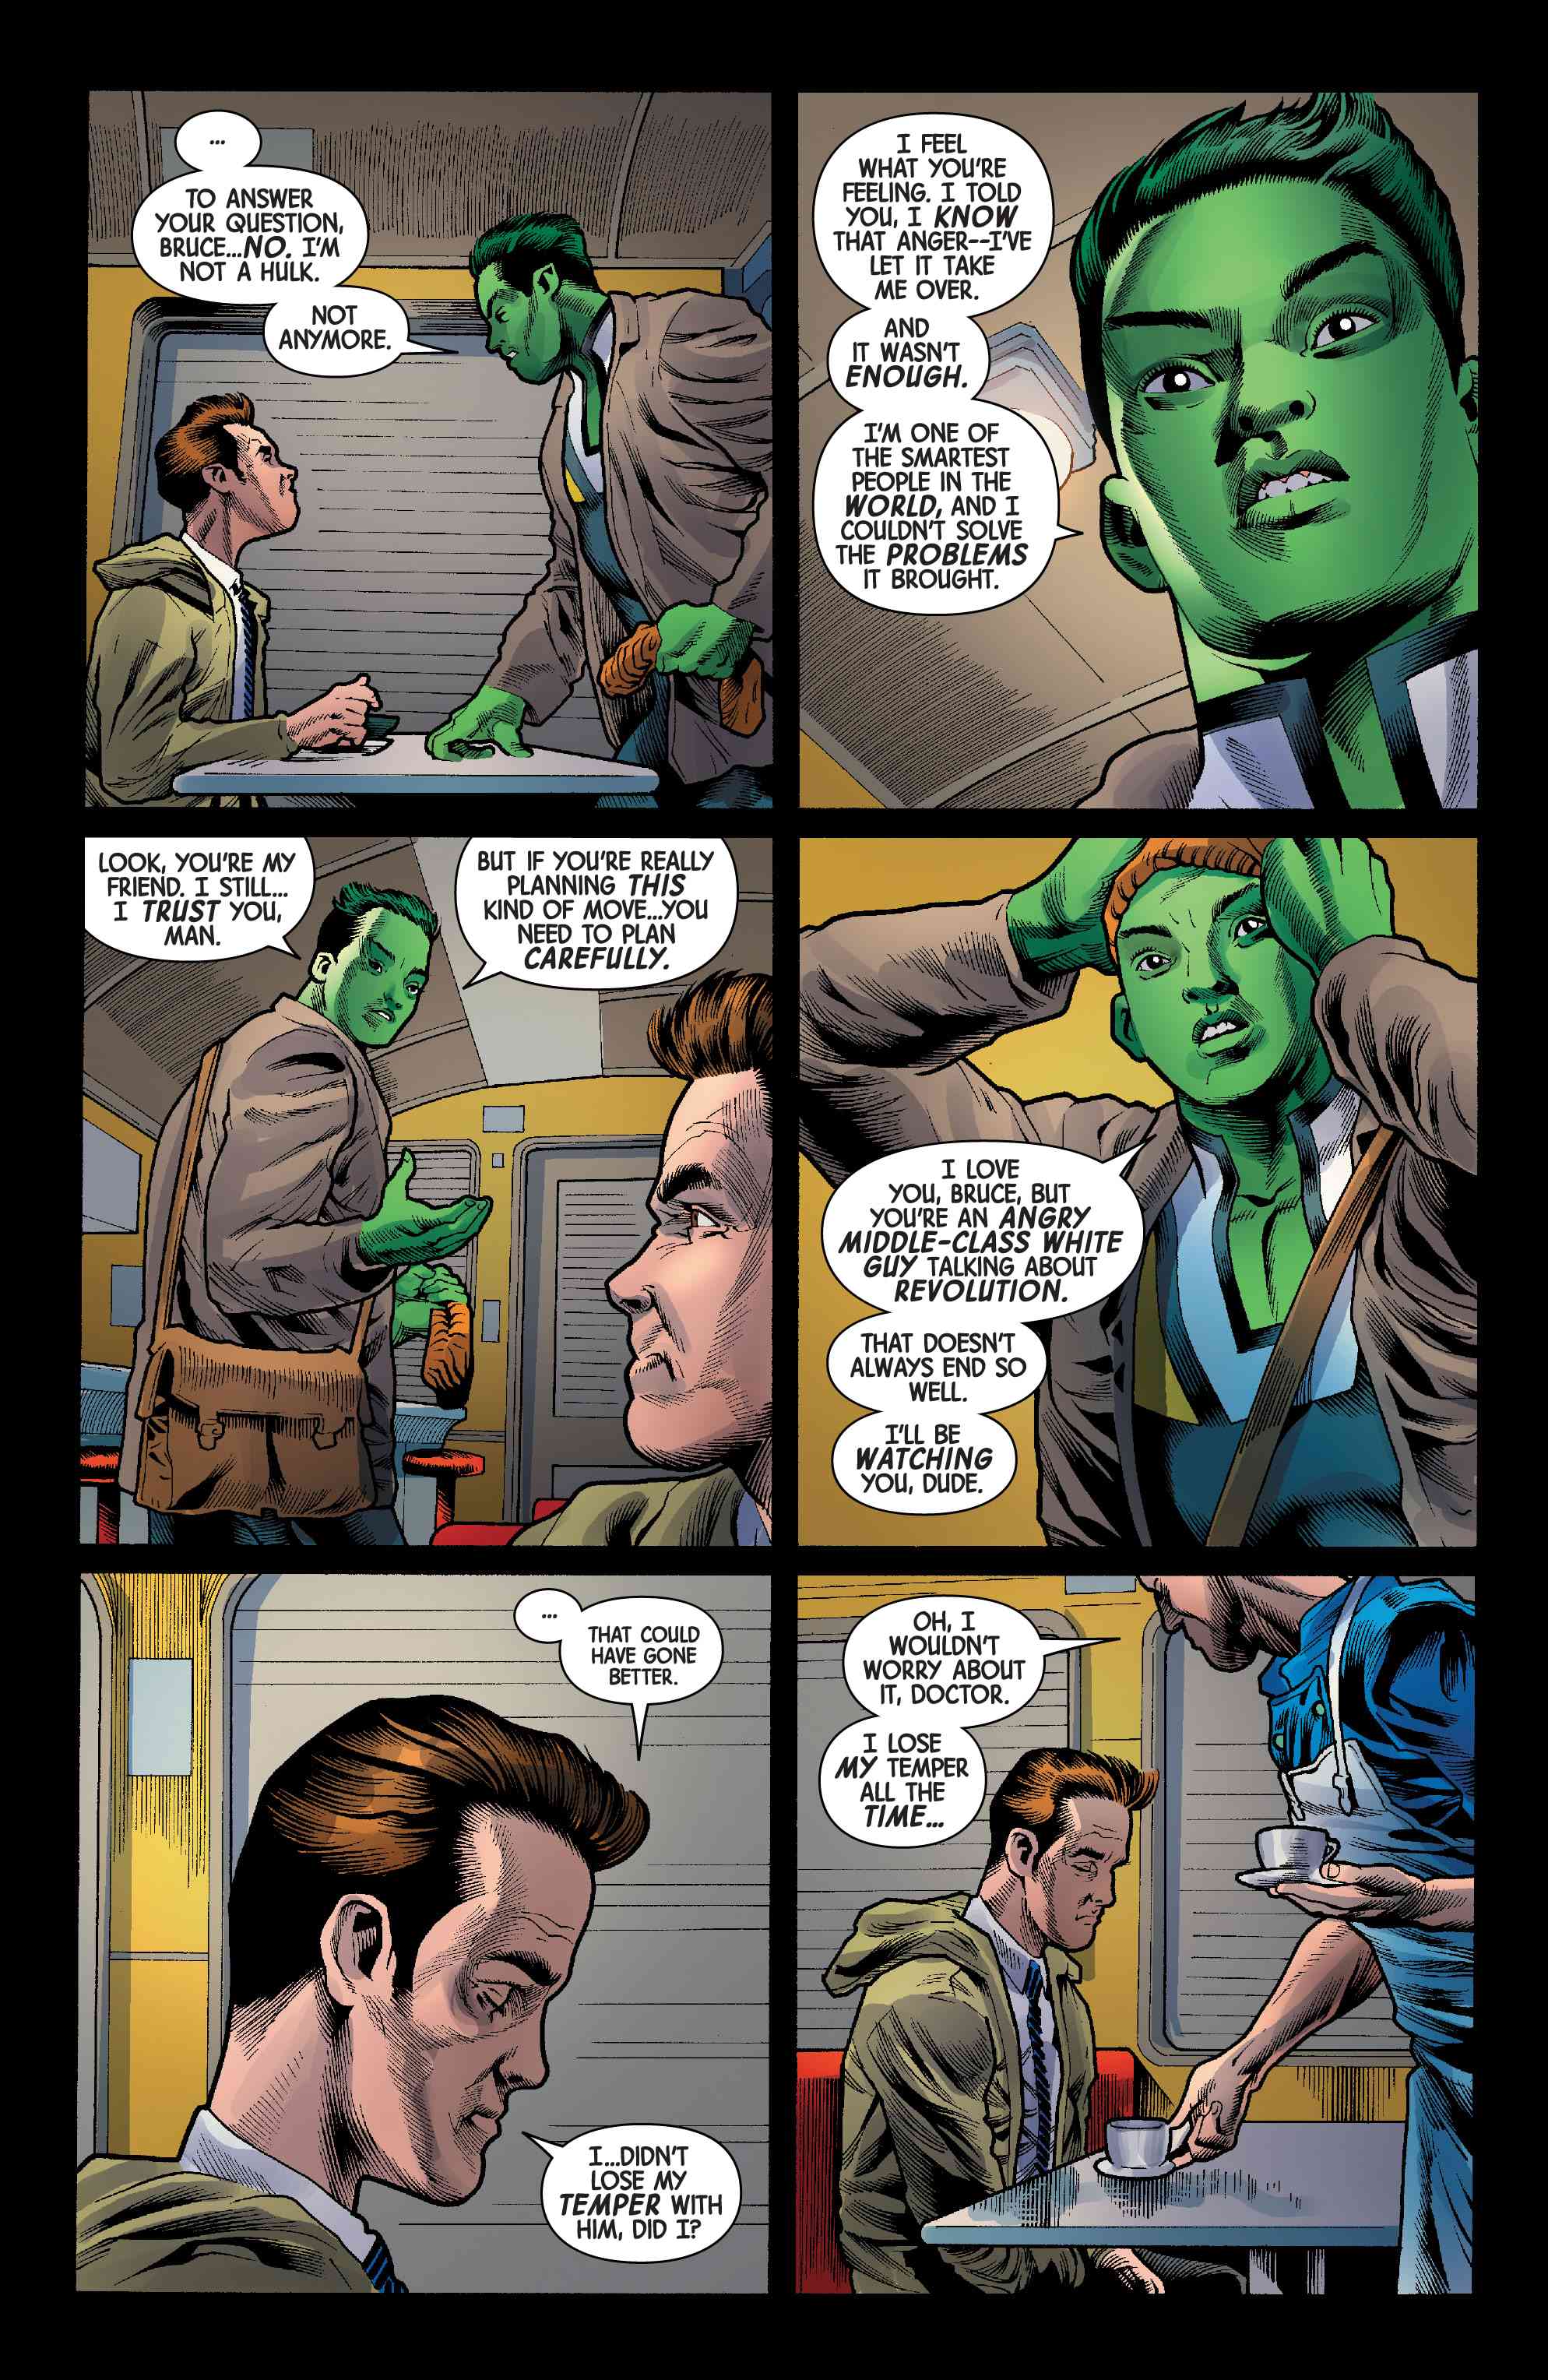 ...
TO ANSWER
YOUR QUESTION,
BRUCE...NO. I'M
NOT A HULK.
NOT
ANYMORE.
I FEEL
WHAT YOU'RE
FEELING. I TOLD
YOU, I KNOW
THAT ANGER--I'VE
LET IT TAKE
ME OVER.
AND
IT WASN'T
ENOUGH.
I'M ONE OF
THE SMARTEST
PEOPLE IN THE
WORLD, AND I
COULDN'T SOLVE
THE PROBLEMS
IT BROUGHT.
LOOK, YOU'RE MY
FRIEND. I STILL...
I TRUST YOU,
MAN.
BUT IF YOU'RE REALLY
PLANNING THIS
KIND OF MOVE...YOU
NEED TO PLAN
CAREFULLY.
I LOVE
YOU, BRUCE, BUT
YOU'RE AN ANGRY
MIDDLE-CLASS WHITE
GUY TALKING ABOUT
REVOLUTION.
THAT DOESN'T
ALWAYS END SO
WELL.
I'LL BE
WATCHING
YOU, DUDE.
...
THAT COULD
HAVE GONE
BETTER.
I...DIDN'T
LOSE MY
TEMPER WITH
HIM, DID I?
OH, I
WOULDN'T
WORRY ABOUT
IT, DOCTOR.
I LOSE
MY TEMPER
ALL THE
TIME...